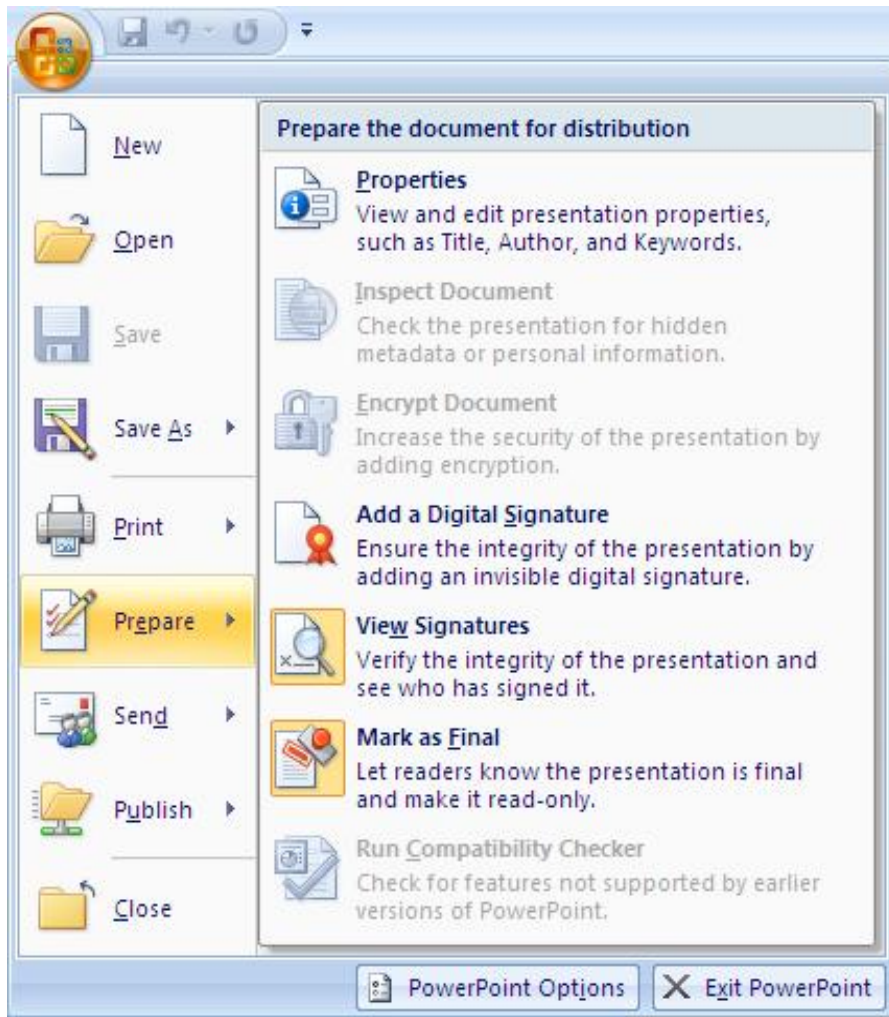 New
Open
Save
Save As
Print
Prepare
Send
Publish
Close
Prepare the document for distribution
Properties
View and edit presentation properties,
such as Title, Author, and Keywords.
Inspect Document
Check the presentation for hidden
metadata or personal information.
Encrypt Document
Increase the security of the presentation by
adding encryption.
Add a Digital Signature
Ensure the integrity of the presentation by
adding an invisible digital signature.
View Signatures
Verify the integrity of the presentation and
see who has signed it.
Mark as Final
Let readers know the presentation is final
and make it read-only.
Run Compatibility Checker
Check for features not supported by earlier
versions of PowerPoint.
PowerPoint Options
Exit PowerPoint